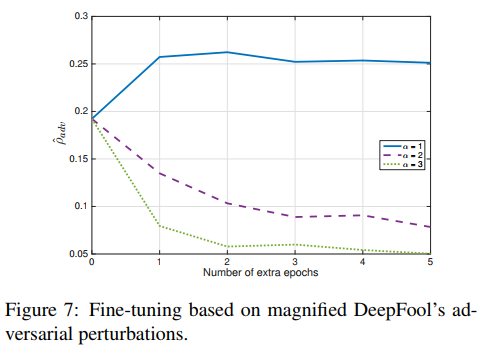 0.3
0.25
0.2
0.15
0.1
0.05
ρ̂adv
α = 1
α = 2
α = 3
0 1 2 3 4 5
Number of extra epochs
Figure 7: Fine-tuning based on magnified DeepFool's ad-
versarial perturbations.